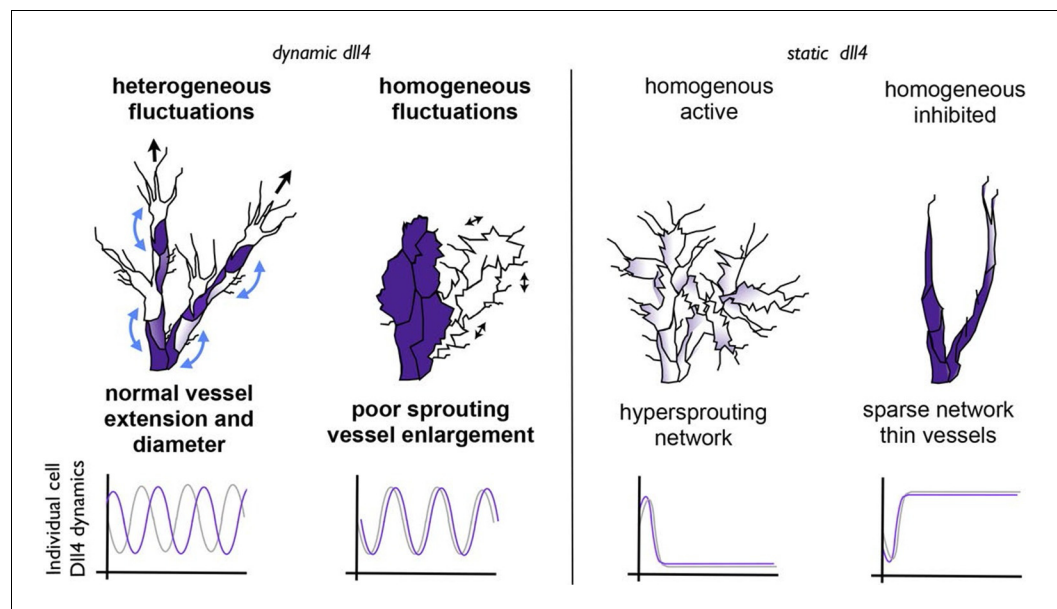 dynamic dll4
static dll4
heterogeneous
fluctuations
homogeneous
fluctuations
homogenous
active
homogeneous
inhibited
normal vessel
extension and
diameter
poor sprouting
vessel enlargement
hypersprouting
network
sparse network
thin vessels
Individual cell
Dll4 dynamics